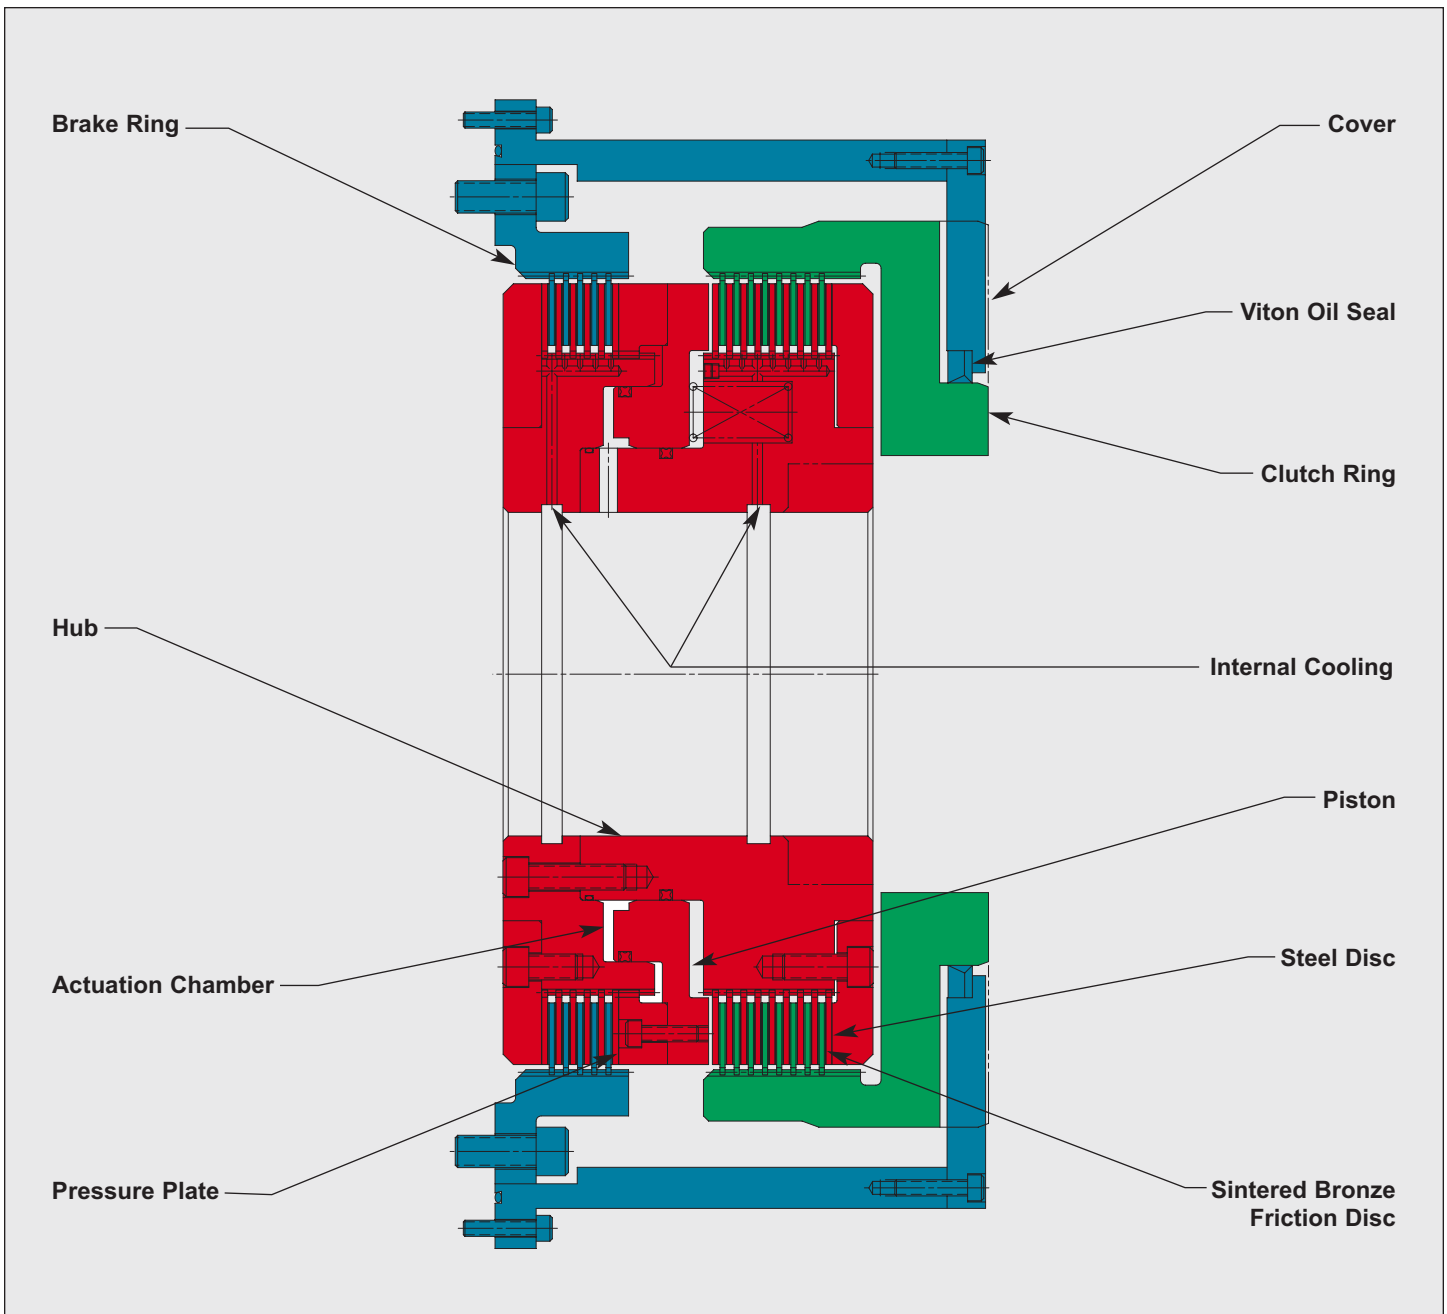 Brake Ring
Cover
Viton Oil Seal
Clutch Ring
Hub
Internal Cooling
Piston
Steel Disc
Actuation Chamber
Pressure Plate
Sintered Bronze
Friction Disc